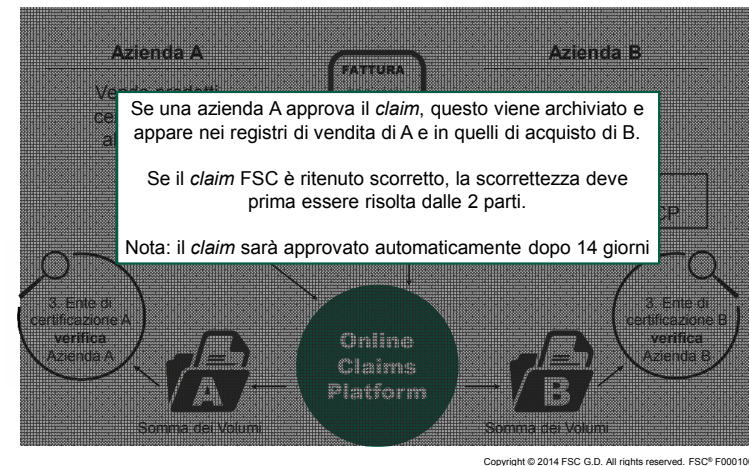 Azienda A
Azienda B
FATTURA
Se una azienda A approva il claim, questo viene archiviato e
appare nei registri di vendita di A e in quelli di acquisto di B.
Se il claim FSC è ritenuto scorretto, la scorrettezza deve
prima essere risolta dalle 2 parti.
Nota: il claim sarà approvato automaticamente dopo 14 giorni
3. Ente di
certificazione A
verifica
Azienda A
Online
Claims
Platform
A
Somma dei Volumi
B
Somma dei Volumi
3. Ente di
certificazione B
verifica
Azienda B
Copyright © 2014 FSC G.D. All rights reserved. FSC® F00010